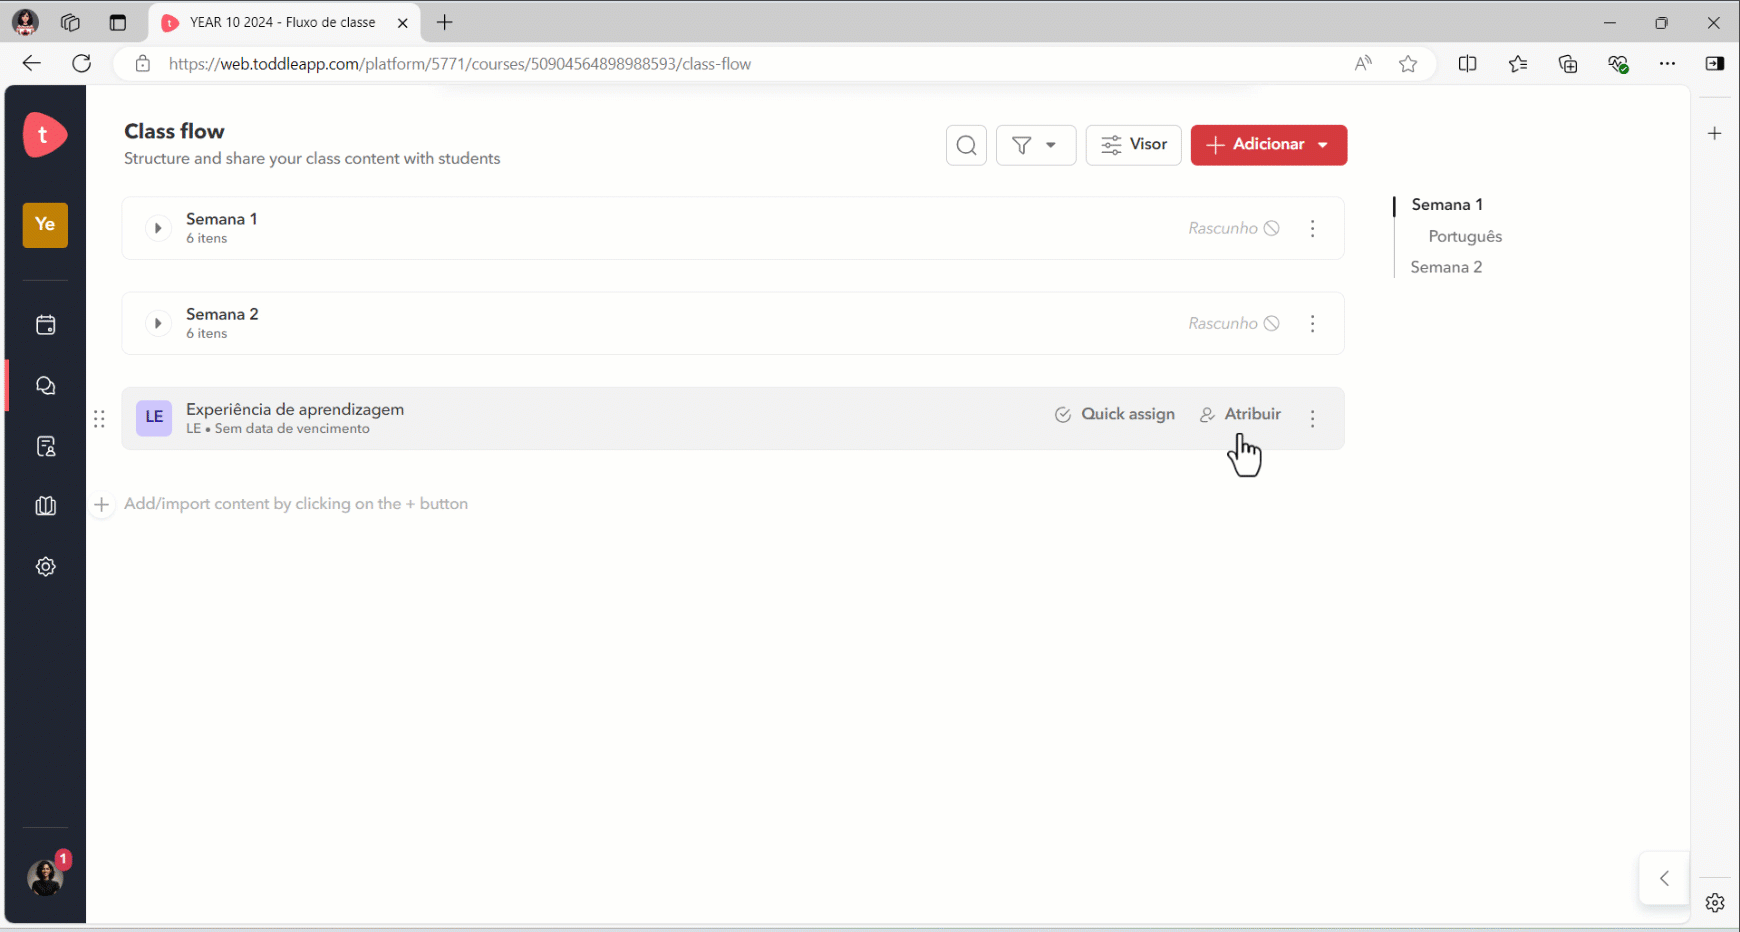 YEAR 10 2024 - Fluxo de classe
https://web.toddleapp.com/platform/5771/courses/50904564898988593/class-flow
t
Ye
1
Class flow
Structure and share your class content with students
Visor
Adicionar
Semana 1
6 itens
Rascunho
Semana 2
6 itens
Rascunho
LE
Experiência de aprendizagem
LE • Sem data de vencimento
Quick assign
Atribuir
Add/import content by clicking on the + button
Semana 1
Português
Semana 2